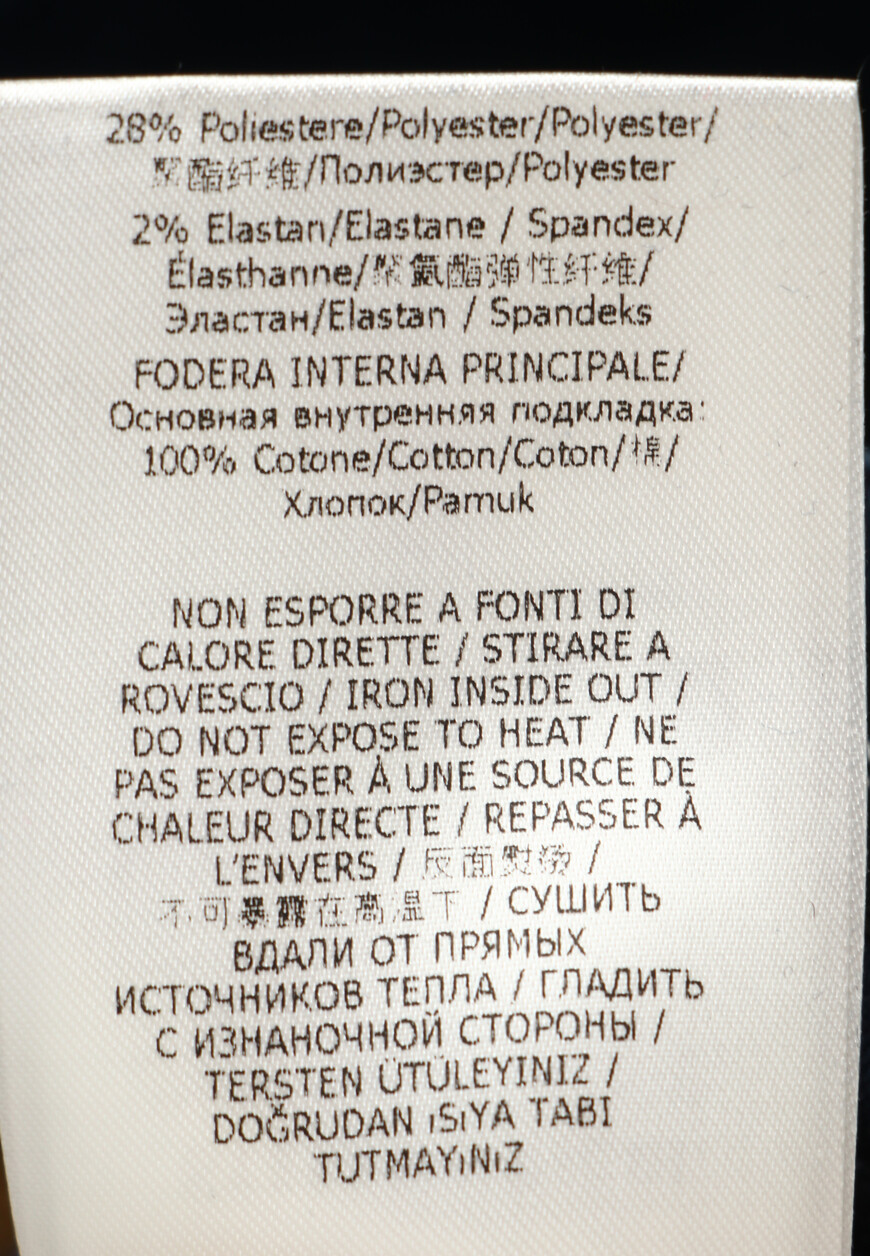 28% Poliestere/Polyester/Polyester/
聚酯纤维/Полиэстер/Polyester
2% Elastan/Elastane / Spandex/
Élasthanne/聚氨酯弹性纤维/
Эластан/Elastan / Spandeks
FODERA INTERNA PRINCIPALE/
Основная внутренняя подкладка:
100% Cotone/Cotton/Coton/棉/
Хлопок/Pamuk
NON ESPORRE A FONTI DI
CALORE DIRETTE / STIRARE A
ROVESCIO / IRON INSIDE OUT /
DO NOT EXPOSE TO HEAT / NE
PAS EXPOSER À UNE SOURCE DE
CHALEUR DIRECTE / REPASSER À
L'ENVERS / 反面熨烫 /
不可暴露在高温下 / СУШИТЬ
ВДАЛИ ОТ ПРЯМЫХ
ИСТОЧНИКОВ ТЕПЛА / ГЛАДИТЬ
С ИЗНАНОЧНОЙ СТОРОНЫ /
TERSTEN ÜTÜLEYINIZ /
DOĞRUDAN ıSıYA TABI
TUTMAYıNıZ